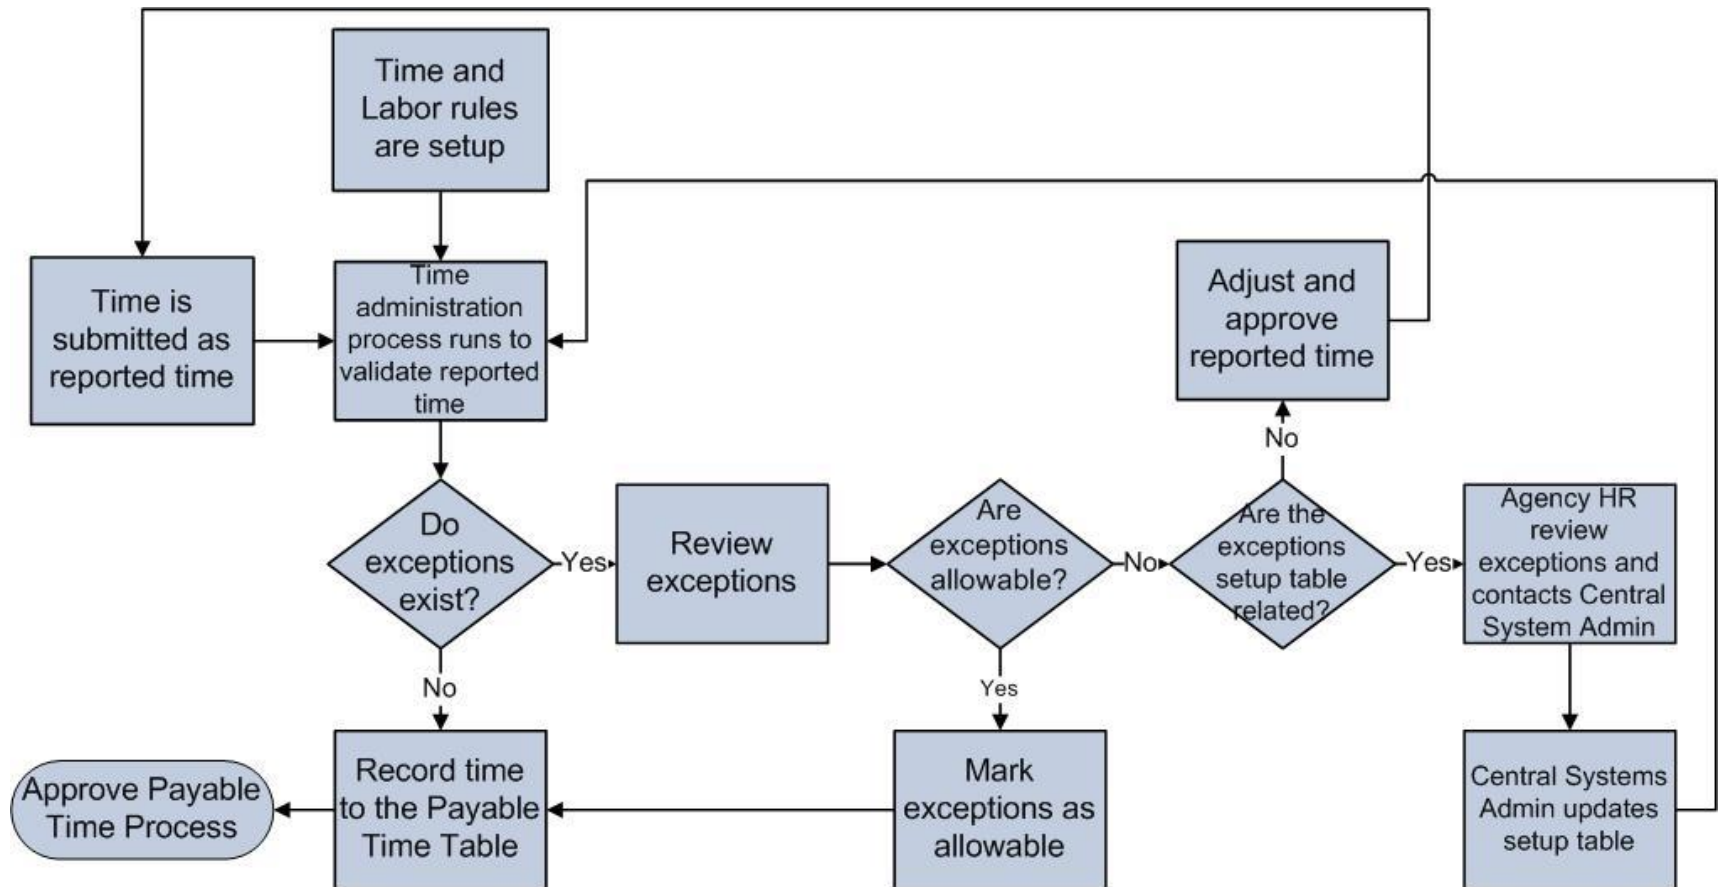 Time and
Labor rules
are setup
Time is
submitted as
reported time
Time
administration
process runs to
validate reported
time
Adjust and
approve
reported time
No
Do
exceptions
exist?
Yes
Review
exceptions
Are
exceptions
allowable?
No
Are the
exceptions
setup table
related?
Yes
Agency HR
review
exceptions and
contacts Central
System Admin
No
Yes
Approve Payable
Time Process
Record time
to the Payable
Time Table
Mark
exceptions as
allowable
Central Systems
Admin updates
setup table